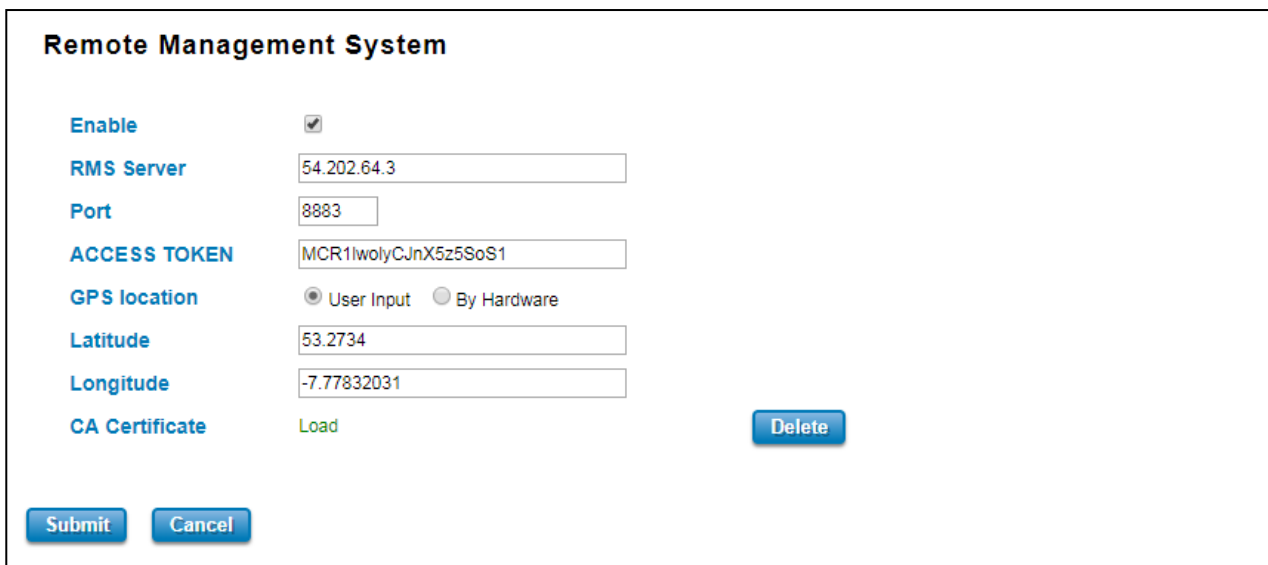 Remote Management System
Enable
RMS Server 54.202.64.3
Port 8883
ACCESS TOKEN MCR1lwolyCJnX5z5SoS1
GPS location User Input By Hardware
Latitude 53.2734
Longitude -7.77832031
CA Certificate Load Delete
Submit Cancel